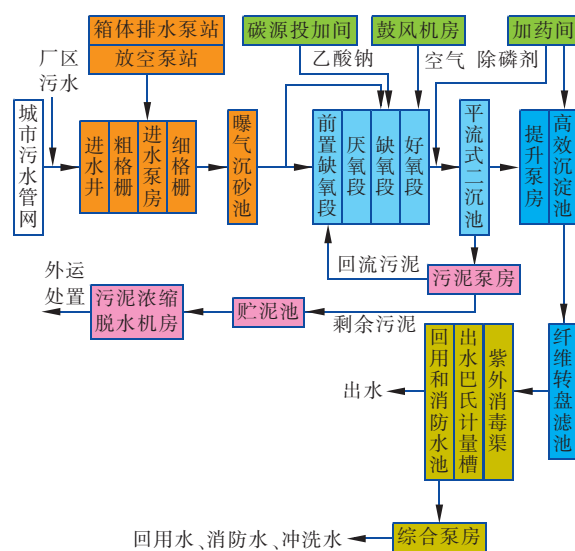 箱体排水泵站
放空泵站
碳源投加间
鼓风机房
加药间
厂区
污水
乙酸钠
空气
除磷剂
城市污水管网
进水井
粗格栅
进水泵房
细格栅
曝气沉砂池
前置缺氧段
厌氧段
缺氧段
好氧段
平流式二沉池
提升泵房
高效沉淀池
回流污泥
污泥泵房
外运
处置
污泥浓缩
脱水机房
贮泥池
剩余污泥
回用和消防水池
出水巴氏计量槽
紫外消毒渠
纤维转盘滤池
出水
回用水、消防水、冲洗水
综合泵房